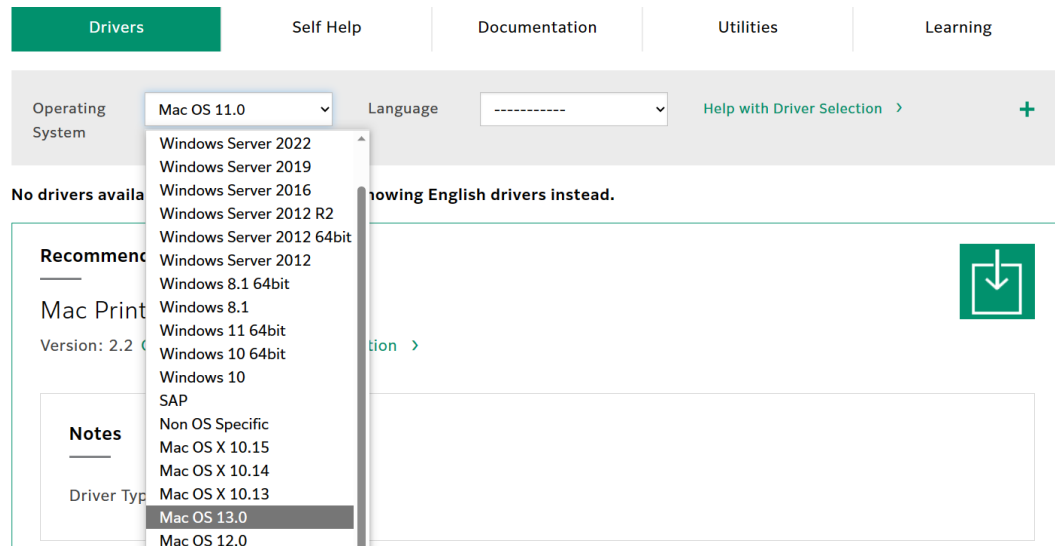 Drivers
Self Help
Documentation
Utilities
Learning
Operating System
Mac OS 11.0
Language
-----------
Help with Driver Selection >
+
Windows Server 2022
Windows Server 2019
Windows Server 2016
Windows Server 2012 R2
Windows Server 2012 64bit
Windows Server 2012
Windows 8.1 64bit
Windows 8.1
Windows 11 64bit
Windows 10 64bit
Windows 10
SAP
Non OS Specific
Mac OS X 10.15
Mac OS X 10.14
Mac OS X 10.13
Mac OS 13.0
Mac OS 12.0
No drivers availa
howing English drivers instead.
Recommen
Mac Print
Version: 2.2
tion >
Notes
Driver Typ